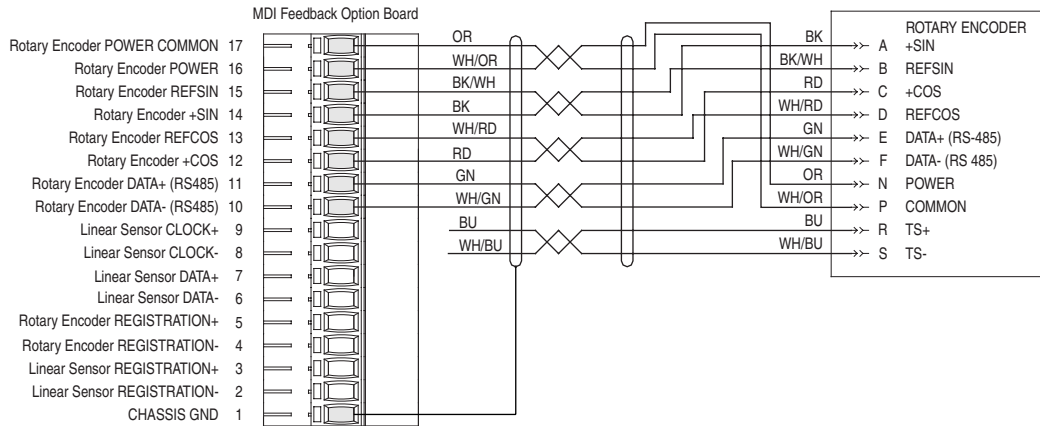 MDI Feedback Option Board
Rotary Encoder POWER COMMON 17
Rotary Encoder POWER 16
Rotary Encoder REFSIN 15
Rotary Encoder +SIN 14
Rotary Encoder REFCOS 13
Rotary Encoder +COS 12
Rotary Encoder DATA+ (RS485) 11
Rotary Encoder DATA- (RS485) 10
Linear Sensor CLOCK+ 9
Linear Sensor CLOCK- 8
Linear Sensor DATA+ 7
Linear Sensor DATA- 6
Rotary Encoder REGISTRATION+ 5
Rotary Encoder REGISTRATION- 4
Linear Sensor REGISTRATION+ 3
Linear Sensor REGISTRATION- 2
CHASSIS GND 1
OR
WH/OR
BK/WH
BK
WH/RD
RD
GN
WH/GN
BU
WH/BU
BK
BK/WH
RD
WH/RD
GN
WH/GN
OR
WH/OR
BU
WH/BU
ROTARY ENCODER
A +SIN
B REFSIN
C +COS
D REFCOS
E DATA+ (RS-485)
F DATA- (RS 485)
N POWER
P COMMON
R TS+
S TS-